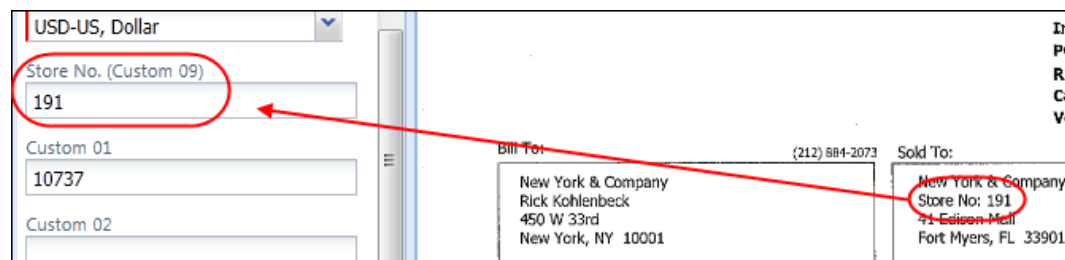 USD-US, Dollar
Store No. (Custom 09)
191
Custom 01
10737
Custom 02
Bill To:
(212) 884-2073
New York & Company
Rick Kohlenbeck
450 W 33rd
New York, NY 10001
Sold To:
New York & Company
Store No: 191
41 Edison Mall
Fort Myers, FL 33901